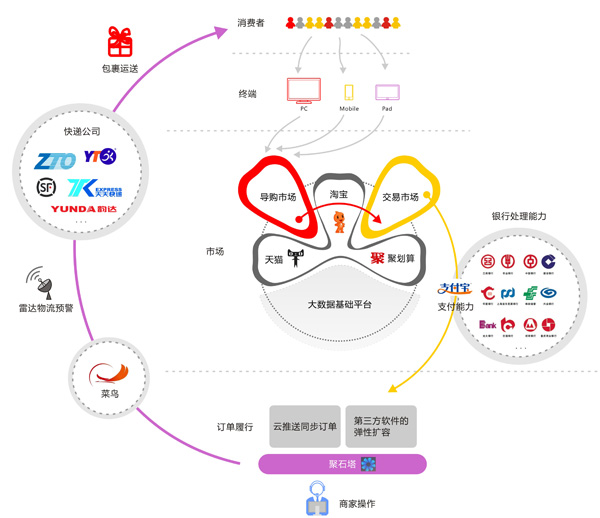 消费者
包裹运送
终端
PC
Mobile
Pad
快递公司
ZTO
YTO
SF
TTK
EXPRESS
天天快递
YUNDA韵达
...
导购市场
淘宝
交易市场
银行处理能力
市场
天猫
聚 聚划算
支付宝
支付能力
大数据基础平台
Bank
...
雷达物流预警
菜鸟
订单履行
云推送同步订单
第三方软件的
弹性扩容
聚石塔
商家操作